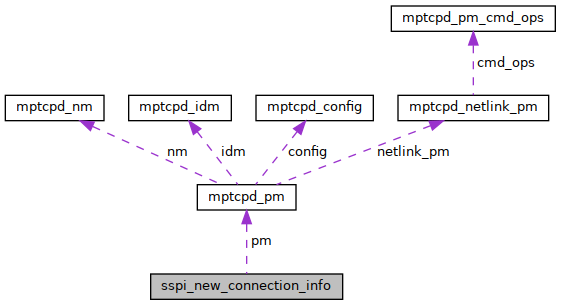 mptcpd_pm_cmd_ops
cmd_ops
mptcpd_nm
mptcpd_idm
mptcpd_config
mptcpd_netlink_pm
nm
idm
config
netlink_pm
mptcpd_pm
pm
sspi_new_connection_info